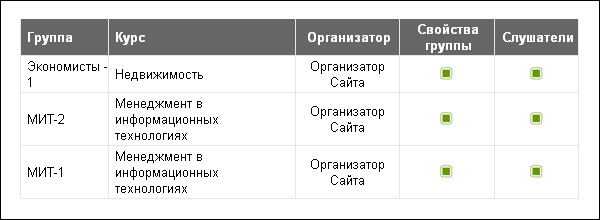 Группа Курс Организатор Свойства группы Слушатели
Экономисты - 1 Недвижимость Организатор Сайта
МИТ-2 Менеджмент в информационных технологиях Организатор Сайта
МИТ-1 Менеджмент в информационных технологиях Организатор Сайта